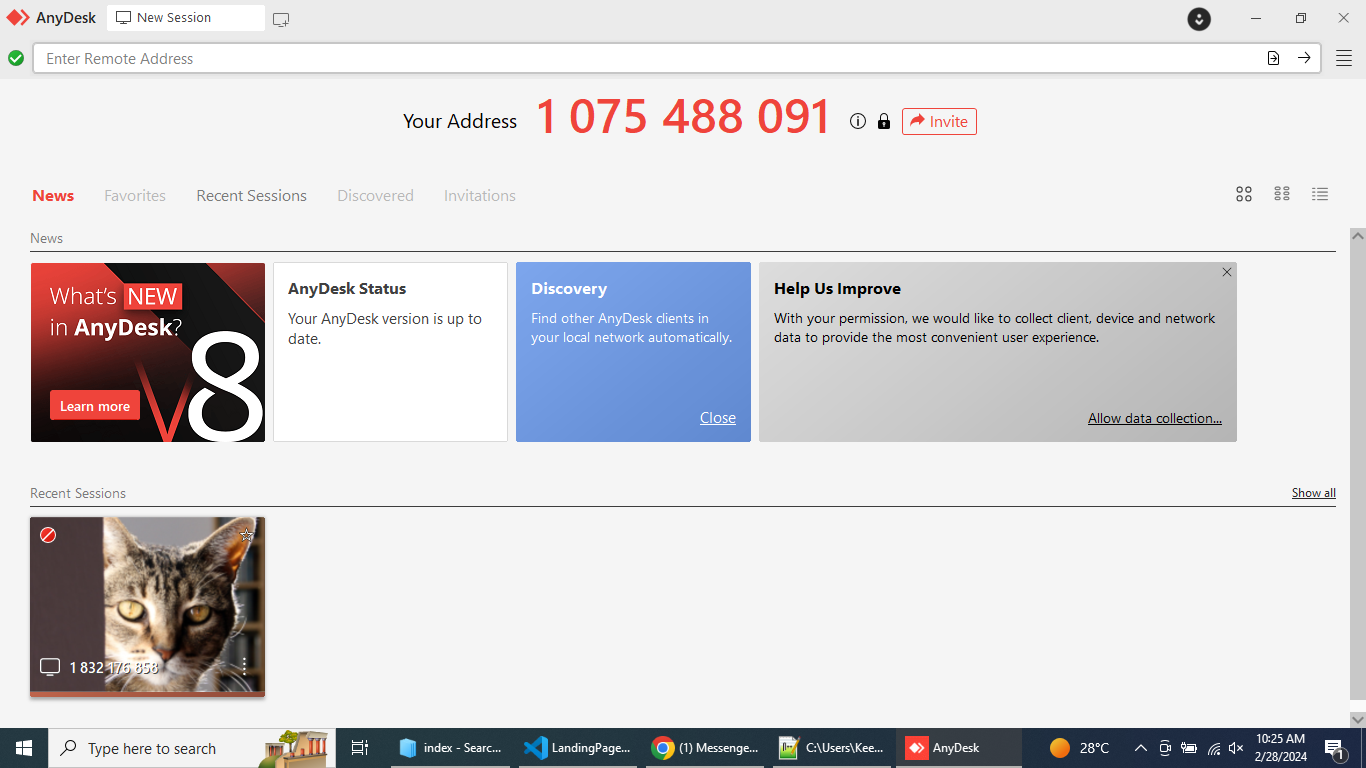 AnyDesk
New Session
Enter Remote Address
Your Address
1 075 488 091
Invite
News
Favorites
Recent Sessions
Discovered
Invitations
News
What's NEW
in AnyDesk?
V8
Learn more
AnyDesk Status
Your AnyDesk version is up to
date.
Discovery
Find other AnyDesk clients in
your local network automatically.
Close
Help Us Improve
With your permission, we would like to collect client, device and network
data to provide the most convenient user experience.
Allow data collection...
Recent Sessions
Show all
1 832 176 858
Type here to search
index - Searc...
LandingPage...
(1) Messenge...
C:\Users\Kee...
AnyDesk
28°C
10:25 AM
2/28/2024
1